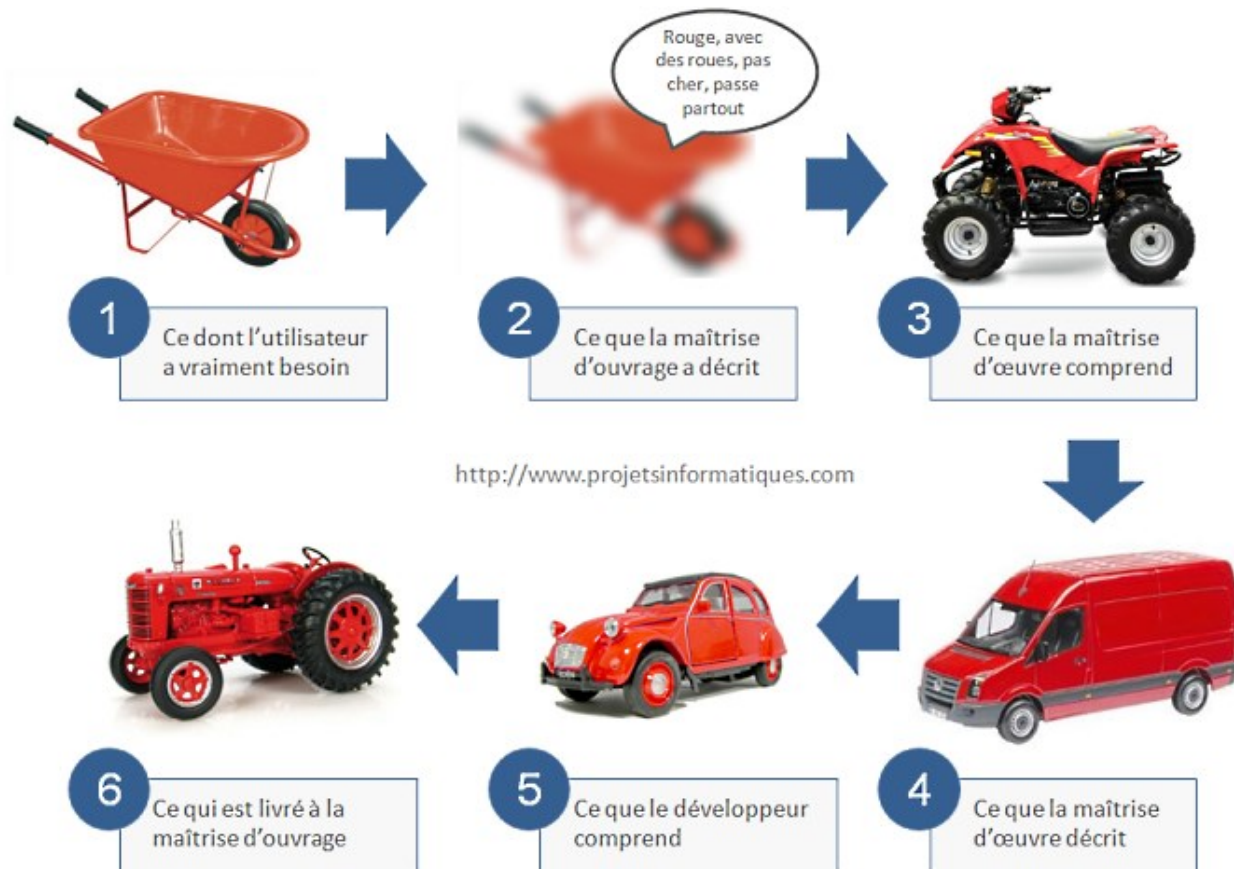 Rouge, avec
des roues, pas
cher, passe
partout
1
Ce dont l'utilisateur
a vraiment besoin
2
Ce que la maîtrise
d'ouvrage a décrit
3
Ce que la maîtrise
d'œuvre comprend
http://www.projetsinformatiques.com
4
Ce que la maîtrise
d'œuvre décrit
5
Ce que le développeur
comprend
6
Ce qui est livré à la
maîtrise d'ouvrage